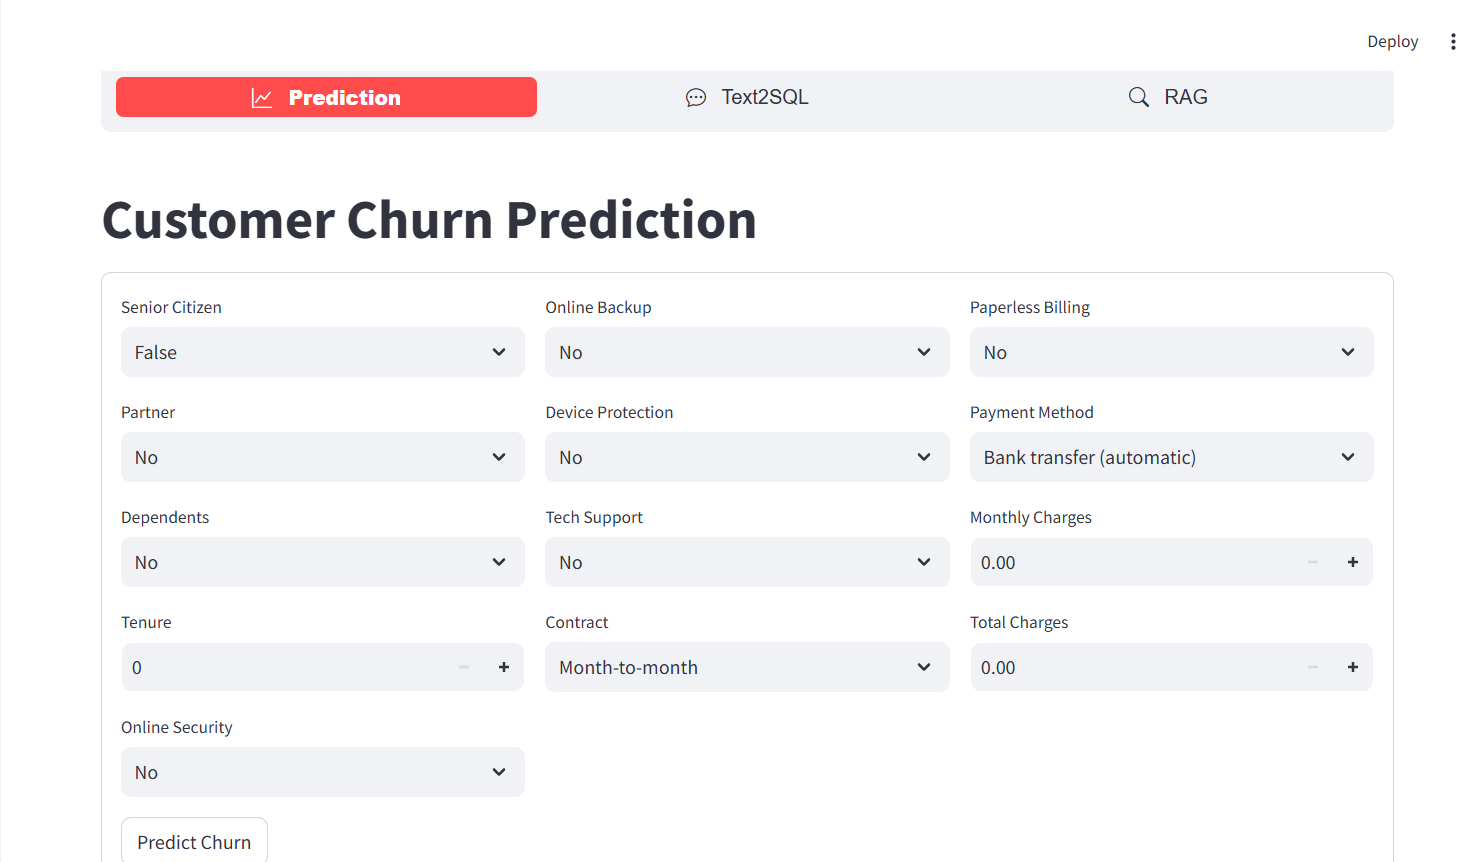 Deploy
Prediction
Text2SQL
RAG
Customer Churn Prediction
Senior Citizen
False
Partner
No
Dependents
No
Tenure
0
Online Security
No
Online Backup
No
Device Protection
No
Tech Support
No
Contract
Month-to-month
Paperless Billing
No
Payment Method
Bank transfer (automatic)
Monthly Charges
0.00
Total Charges
0.00
Predict Churn